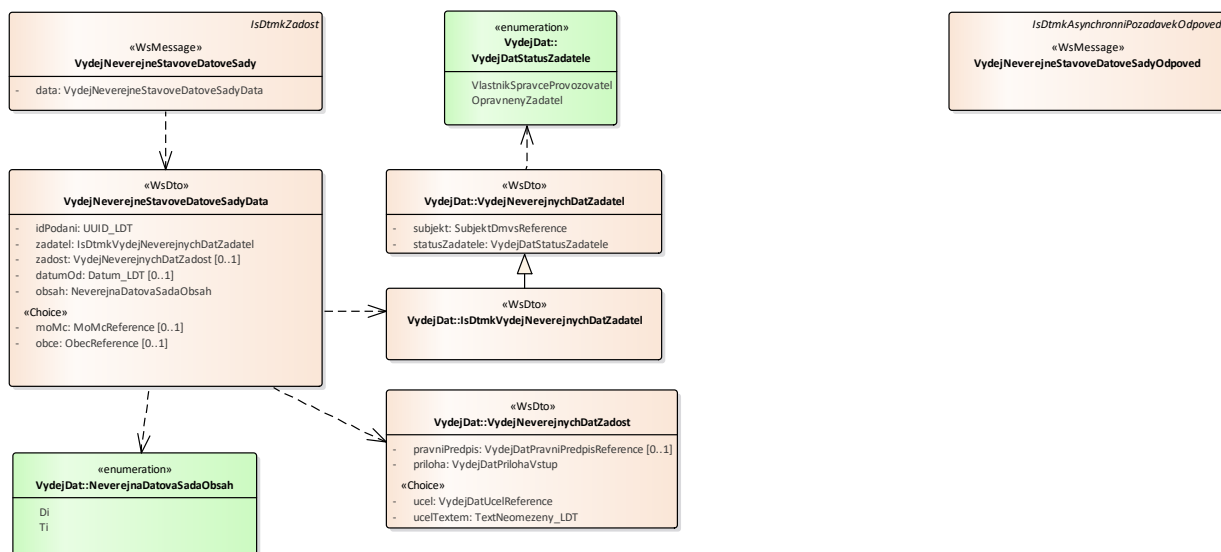 IsDtmkZadost
«WsMessage»
VydejNeverejneStavoveDatoveSady
- data: VydejNeverejneStavoveDatoveSadyData
«enumeration»
VydejDat::
VydejDatStatusZadatele
VlastnikSpravceProvozovatel
OpravnenyZadatel
IsDtmkAsynchronniPozadavekOdpoved
«WsMessage»
VydejNeverejneStavoveDatoveSadyOdpoved
«WsDto»
VydejNeverejneStavoveDatoveSadyData
- idPodani: UUID_LDT
- zadatel: IsDtmkVydejNeverejnychDatZadatel
- zadost: VydejNeverejnychDatZadost [0..1]
- datumOd: Datum_LDT [0..1]
- obsah: NeverejnaDatovaSadaObsah
«Choice»
- moMc: MoMcReference [0..1]
- obce: ObecReference [0..1]
«WsDto»
VydejDat::VydejNeverejnychDatZadatel
- subjekt: SubjektDmvsReference
- statusZadatele: VydejDatStatusZadatele
«WsDto»
VydejDat::IsDtmkVydejNeverejnychDatZadatel
«WsDto»
VydejDat::VydejNeverejnychDatZadost
- pravniPredpis: VydejDatPravniPredpisReference [0..1]
- priloha: VydejDatPrilohaVstup
«Choice»
- ucel: VydejDatUcelReference
- ucelTextem: TextNeomezeny_LDT
«enumeration»
VydejDat::NeverejnaDatovaSadaObsah
Di
Ti